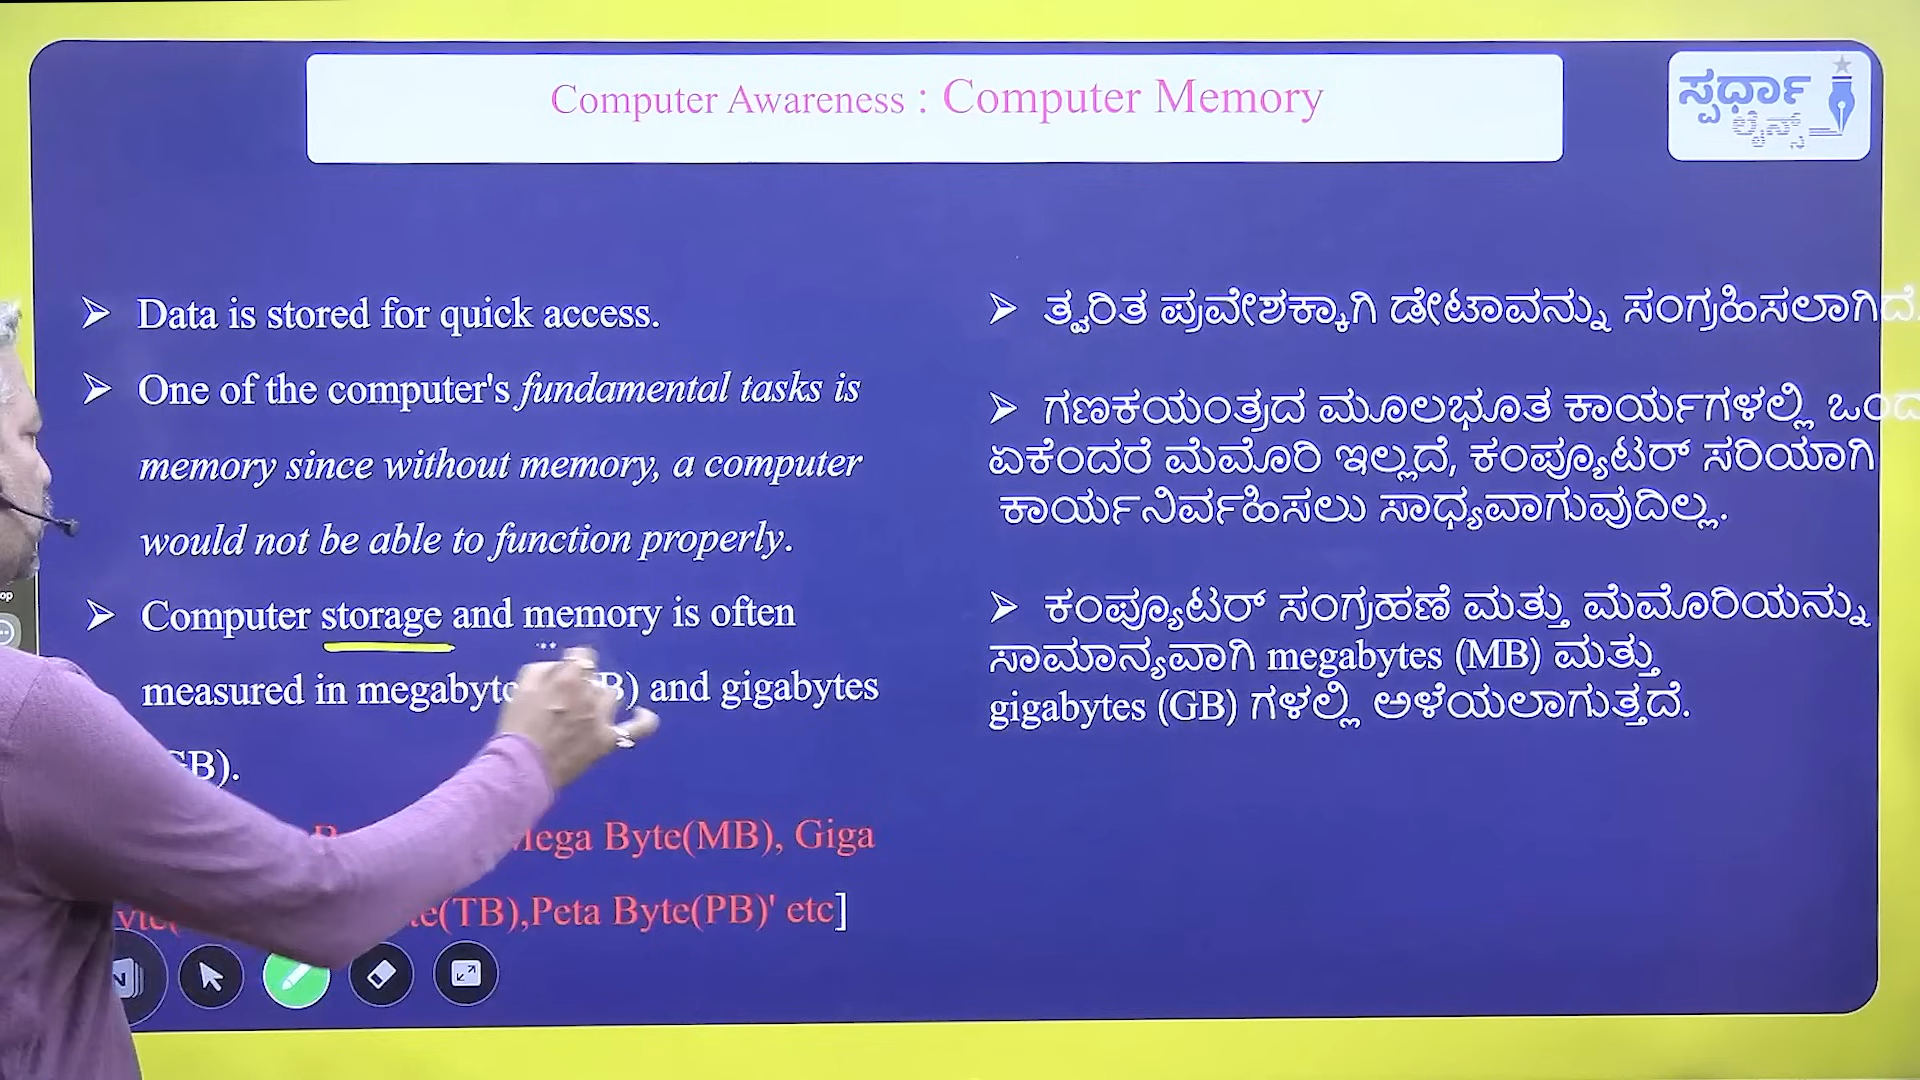 Computer Awareness : Computer Memory
ಸ್ಪರ್ಧಾ
➢ Data is stored for quick access.
➢ One of the computer's fundamental tasks is
memory since without memory, a computer
would not be able to function properly.
➢ Computer storage and memory is often
measured in and gigabytes
Byte(MB), Giga
Byte(PB)' etc]
➢ ತ್ವರಿತ ಪ್ರವೇಶಕ್ಕಾಗಿ ಡೇಟಾವನ್ನು ಸಂಗ್ರಹಿಸಲಾಗಿದೆ.
➢ ಗಣಕಯಂತ್ರದ ಮೂಲಭೂತ ಕಾರ್ಯಗಳಲ್ಲಿ
ಏಕೆಂದರೆ ಮೆಮೊರಿ ಇಲ್ಲದೆ, ಕಂಪ್ಯೂಟರ್ ಸರಿಯಾಗಿ
ಕಾರ್ಯನಿರ್ವಹಿಸಲು ಸಾಧ್ಯವಾಗುವುದಿಲ್ಲ.
➢ ಕಂಪ್ಯೂಟರ್ ಸಂಗ್ರಹಣೆ ಮತ್ತು ಮೆಮೊರಿಯನ್ನು
ಸಾಮಾನ್ಯವಾಗಿ megabytes (MB) ಮತ್ತು
gigabytes (GB) ಗಳಲ್ಲಿ ಅಳೆಯಲಾಗುತ್ತದೆ.